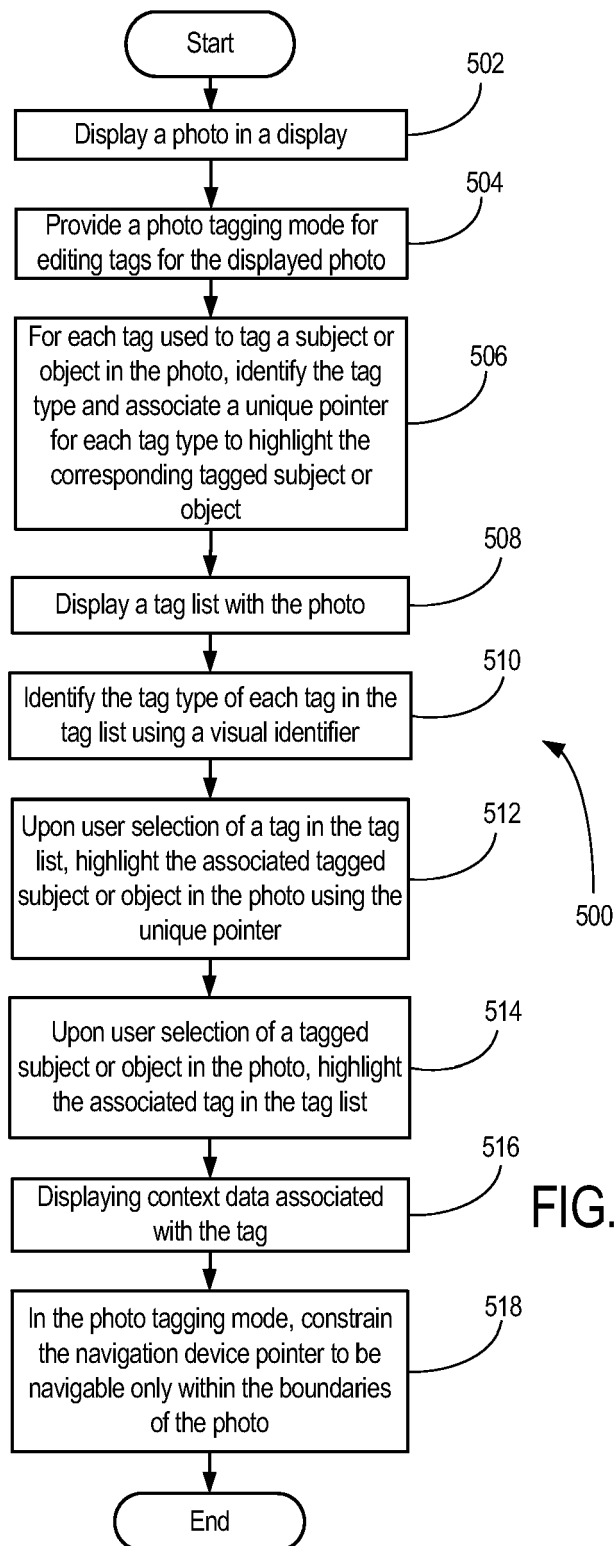 Start
502
Display a photo in a display
504
Provide a photo tagging mode for
editing tags for the displayed photo
506
For each tag used to tag a subject or
object in the photo, identify the tag
type and associate a unique pointer
for each tag type to highlight the
corresponding tagged subject or
object
508
Display a tag list with the photo
510
Identify the tag type of each tag in the
tag list using a visual identifier
512
Upon user selection of a tag in the tag
list, highlight the associated tagged
subject or object in the photo using the
unique pointer
500
514
Upon user selection of a tagged
subject or object in the photo, highlight
the associated tag in the tag list
516
Displaying context data associated
with the tag
FIG.
518
In the photo tagging mode, constrain
the navigation device pointer to be
navigable only within the boundaries
of the photo
End